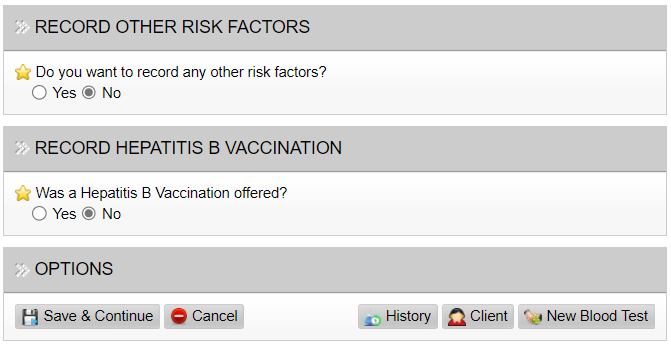 RECORD OTHER RISK FACTORS
Do you want to record any other risk factors?
Yes No
RECORD HEPATITIS B VACCINATION
Was a Hepatitis B Vaccination offered?
Yes No
OPTIONS
Save & Continue Cancel History Client New Blood Test